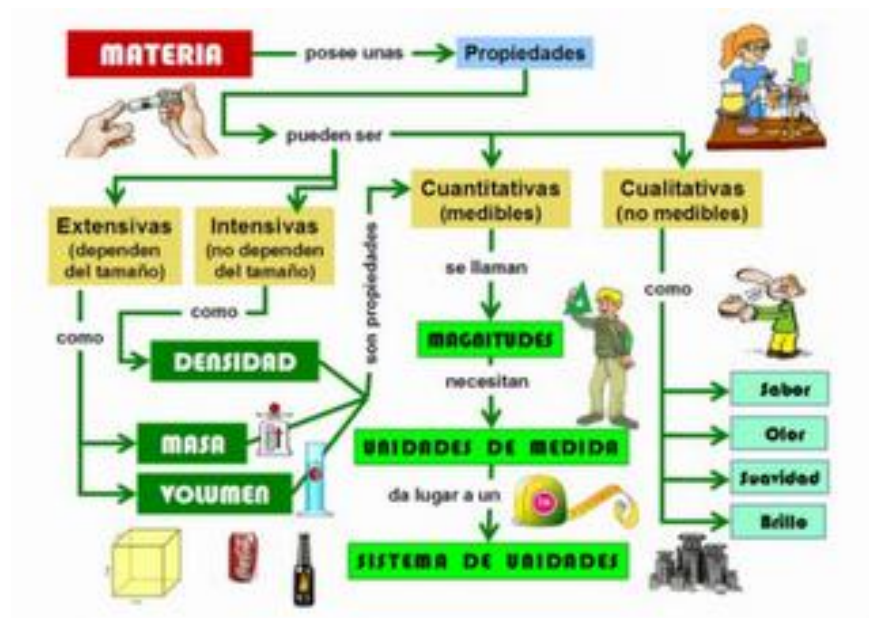 MATERIA
posee unas
Propiedades
pueden ser
Extensivas
(dependen
del tamaño)
Intensivas
(no dependen
del tamaño)
Cuantitativas
(medibles)
Cualitativas
(no medibles)
como
como
son propiedades
se llaman
como
DENSIDAD
MASA
VOLUMEN
MAGNITUDES
necesitan
UNIDADES DE MEDIDA
da lugar a un
SISTEMA DE UNIDADES
Sabor
Olor
Suavidad
Brillo